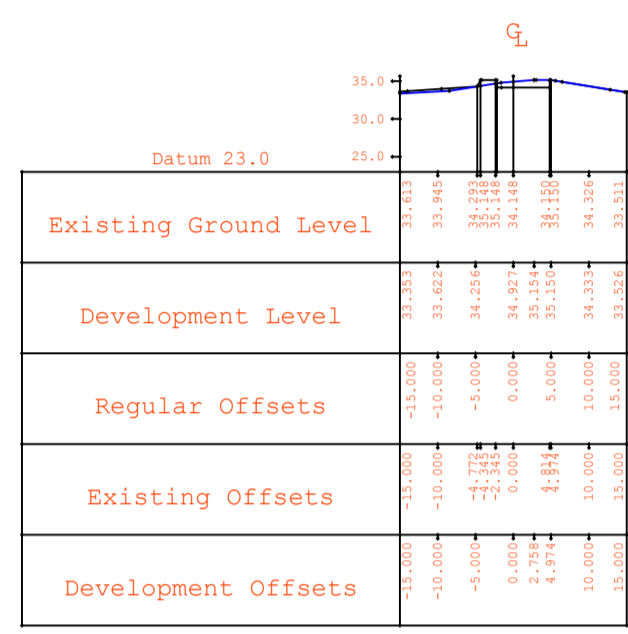 CL
35.0
30.0
25.0
Datum 23.0
Existing Ground Level
33.613 33.945 34.293 35.148 35.148 34.148 34.150 35.150 34.326 33.511
Development Level
33.353 33.622 34.256 34.927 35.154 35.150 34.333 33.526
Regular Offsets
-15.000 -10.000 -5.000 0.000 5.000 10.000 15.000
Existing Offsets
-15.000 -10.000 -4.772 -4.345 -2.345 0.000 4.814 4.974 10.000 15.000
Development Offsets
-15.000 -10.000 -5.000 0.000 2.758 4.974 10.000 15.000